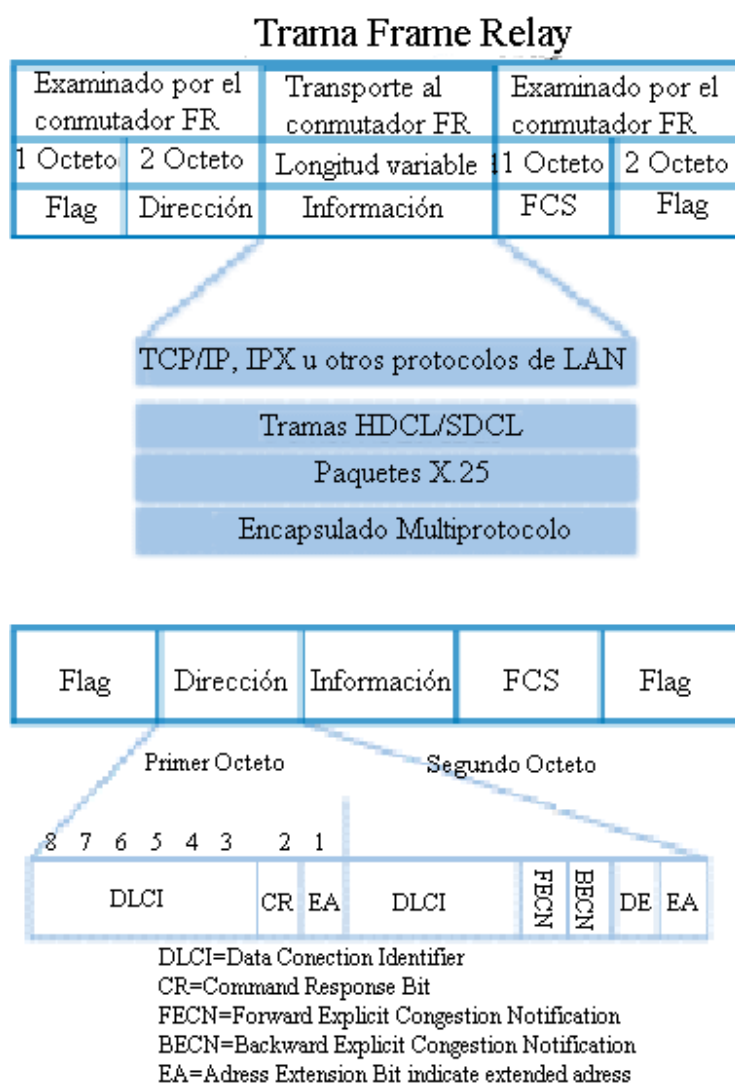 Trama Frame Relay
Examinado por el conmutador FR
Transporte al conmutador FR
Examinado por el conmutador FR
1 Octeto 2 Octeto Longitud variable 11 Octeto 2 Octeto
Flag Dirección Información FCS Flag
TCP/IP, IPX u otros protocolos de LAN
Tramas HDCL/SDCL
Paquetes X.25
Encapsulado Multiprotocolo
Flag Dirección Información FCS Flag
Primer Octeto Segundo Octeto
8 7 6 5 4 3 2 1
DLCI CR EA DLCI FECN BECN DE EA
DLCI=Data Conection Identifier
CR=Command Response Bit
FECN=Forward Explicit Congestion Notification
BECN=Backward Explicit Congestion Notification
EA=Adress Extension Bit indicate extended adress